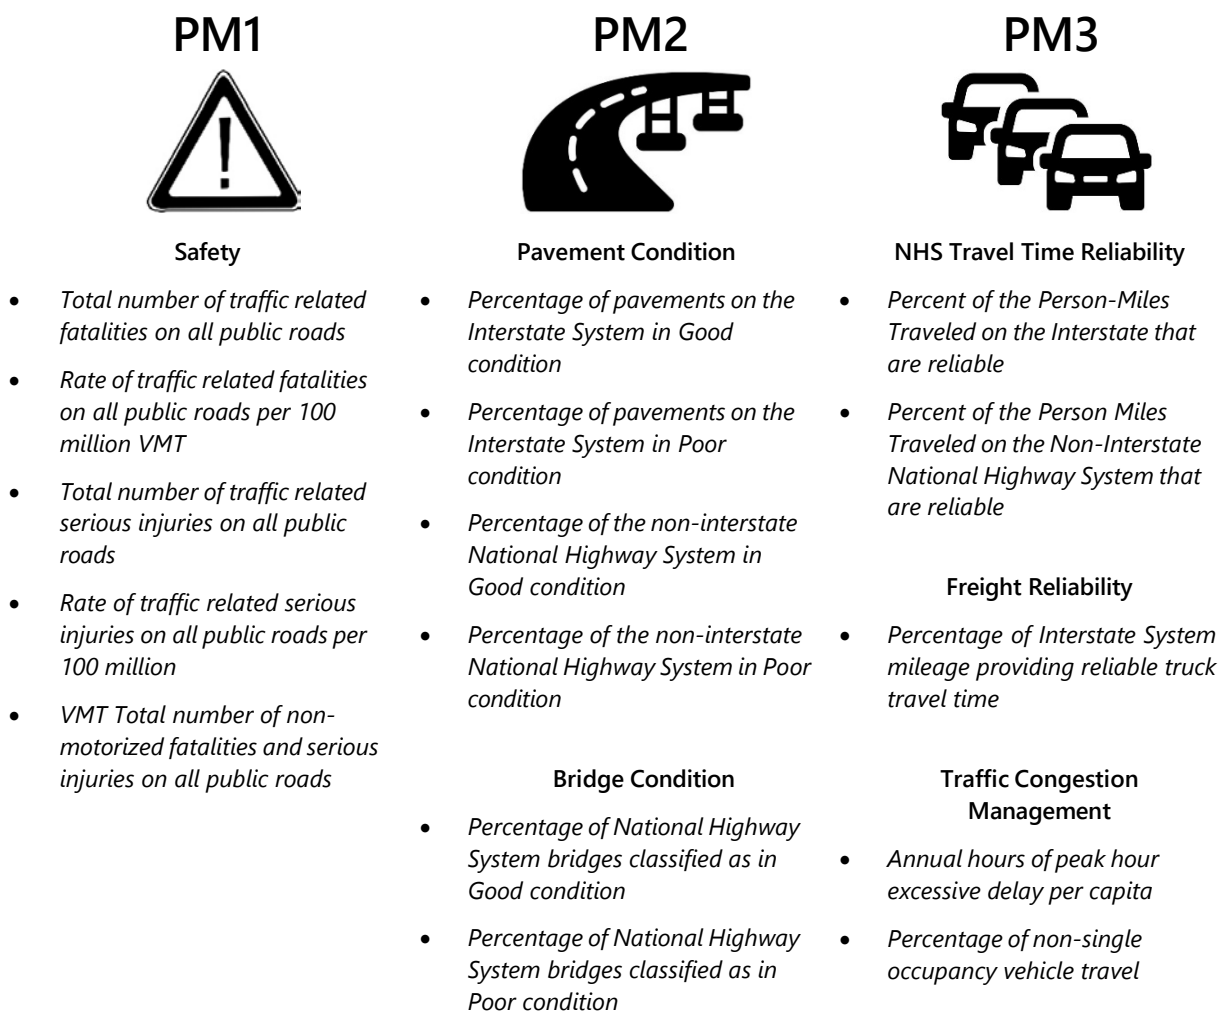 PM1
Safety
• Total number of traffic related
fatalities on all public roads
• Rate of traffic related fatalities
on all public roads per 100
million VMT
• Total number of traffic related
serious injuries on all public
roads
• Rate of traffic related serious
injuries on all public roads per
100 million
• VMT Total number of non-
motorized fatalities and serious
injuries on all public roads
PM2
Pavement Condition
• Percentage of pavements on the
Interstate System in Good
condition
• Percentage of pavements on the
Interstate System in Poor
condition
• Percentage of the non-interstate
National Highway System in
Good condition
• Percentage of the non-interstate
National Highway System in Poor
condition
Bridge Condition
• Percentage of National Highway
System bridges classified as in
Good condition
• Percentage of National Highway
System bridges classified as in
Poor condition
PM3
NHS Travel Time Reliability
• Percent of the Person-Miles
Traveled on the Interstate that
are reliable
• Percent of the Person Miles
Traveled on the Non-Interstate
National Highway System that
are reliable
Freight Reliability
• Percentage of Interstate System
mileage providing reliable truck
travel time
Traffic Congestion
Management
• Annual hours of peak hour
excessive delay per capita
• Percentage of non-single
occupancy vehicle travel